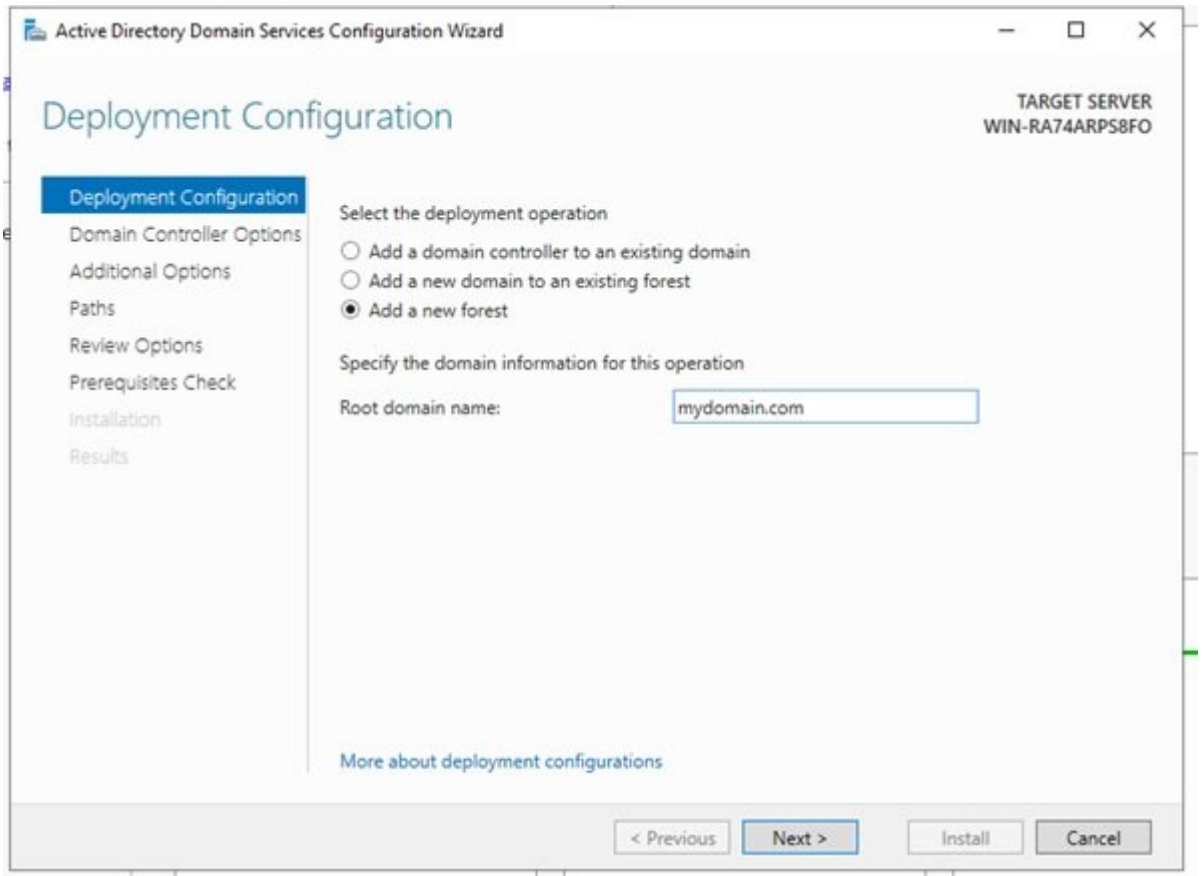 Active Directory Domain Services Configuration Wizard
Deployment Configuration
TARGET SERVER
WIN-RA74ARPS8FO
Deployment Configuration
Domain Controller Options
Additional Options
Paths
Review Options
Prerequisites Check
Installation
Results
Select the deployment operation
Add a domain controller to an existing domain
Add a new domain to an existing forest
Add a new forest
Specify the domain information for this operation
Root domain name:
mydomain.com
More about deployment configurations
< Previous
Next >
Install
Cancel